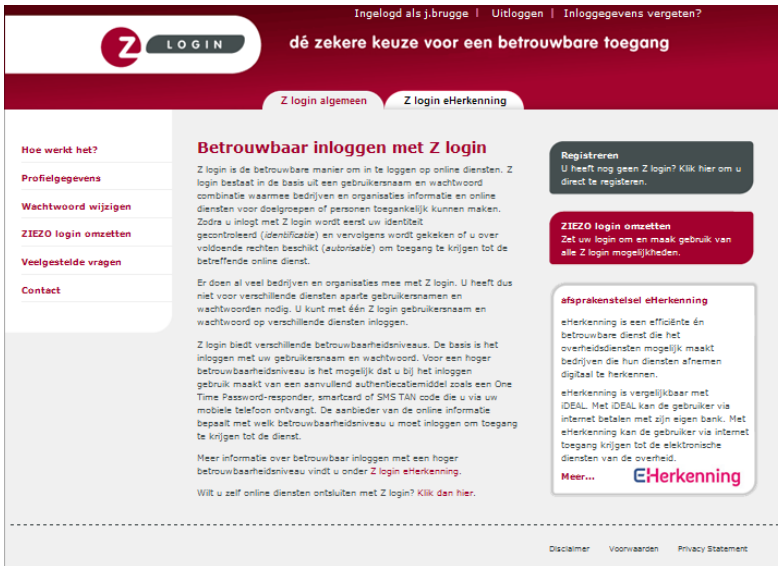 Ingelogd als j.brugge | Uitloggen | Inloggegevens vergeten?
Z LOGIN
dé zekere keuze voor een betrouwbare toegang
Z login algemeen
Z login eHerkenning
Hoe werkt het?
Profielgegevens
Wachtwoord wijzigen
ZIEZO login omzetten
Veelgestelde vragen
Contact
Betrouwbaar inloggen met Z login
Z login is de betrouwbare manier om in te loggen op online diensten. Z
login bestaat in de basis uit een gebruikersnaam en wachtwoord
combinatie waarmee bedrijven en organisaties informatie en online
diensten voor doelgroepen of personen toegankelijk kunnen maken.
Zodra u inlogt met Z login wordt eerst uw identiteit
gecontroleerd (identificatie) en vervolgens wordt gekeken of u over
voldoende rechten beschikt (autorisatie) om toegang te krijgen tot de
betreffende online dienst.
Er doen al veel bedrijven en organisaties mee met Z login. U heeft dus
niet voor verschillende diensten aparte gebruikersnamen en
wachtwoorden nodig. U kunt met één Z login gebruikersnaam en
wachtwoord op verschillende diensten inloggen.
Z login biedt verschillende betrouwbaarheidsniveaus. De basis is het
inloggen met uw gebruikersnaam en wachtwoord. Voor een hoger
betrouwbaarheidsniveau is het mogelijk dat u bij het inloggen
gebruik maakt van een aanvullend authenticatiemiddel zoals een One
Time Password-responder, smartcard of SMS TAN code die u via uw
mobiele telefoon ontvangt. De aanbieder van de online informatie
bepaalt met welk betrouwbaarheidsniveau u moet inloggen om toegang
te krijgen tot de dienst.
Meer informatie over betrouwbaar inloggen met een hoger
betrouwbaarheidsniveau vindt u onder Z login eHerkenning.
Wilt u zelf online diensten ontsluiten met Z login? Klik dan hier.
Registreren
U heeft nog geen Z login? Klik hier om u
direct te registeren.
ZIEZO login omzetten
Zet uw login om en maak gebruik van
alle Z login mogelijkheden.
afsprakenstelsel eHerkenning
eHerkenning is een efficiënte én
betrouwbare dienst die het
overheidsdiensten mogelijk maakt
bedrijven die hun diensten afnemen
digitaal te herkennen.
eHerkenning is vergelijkbaar met
iDEAL. Met iDEAL kan de gebruiker via
internet betalen met zijn eigen bank. Met
eHerkenning kan de gebruiker via internet
toegang krijgen tot de elektronische
diensten van de overheid.
Meer...
EHerkenning
Disclaimer Voorwaarden Privacy Statement